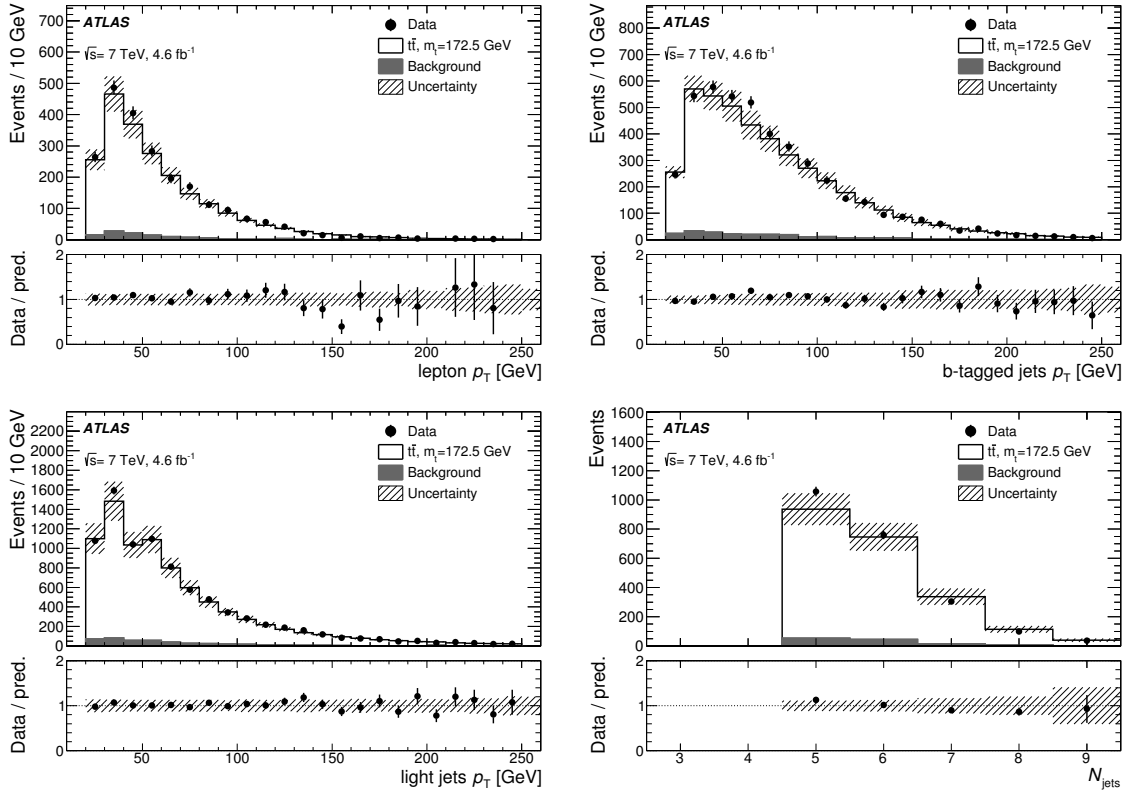 Events / 10 GeV
700
600
500
400
300
200
100
0
ATLAS
√s= 7 TeV, 4.6 fb⁻¹
Data
tt̄, mₜ=172.5 GeV
Background
Uncertainty
Data / pred.
2
1
0
50 100 150 200 250
lepton p_T [GeV]
Events / 10 GeV
800
700
600
500
400
300
200
100
0
ATLAS
√s= 7 TeV, 4.6 fb⁻¹
Data
tt̄, mₜ=172.5 GeV
Background
Uncertainty
Data / pred.
2
1
0
50 100 150 200 250
b-tagged jets p_T [GeV]
Events / 10 GeV
2200
2000
1800
1600
1400
1200
1000
800
600
400
200
0
ATLAS
√s= 7 TeV, 4.6 fb⁻¹
Data
tt̄, mₜ=172.5 GeV
Background
Uncertainty
Data / pred.
2
1
0
50 100 150 200 250
light jets p_T [GeV]
Events
1600
1400
1200
1000
800
600
400
200
0
ATLAS
√s= 7 TeV, 4.6 fb⁻¹
Data
tt̄, mₜ=172.5 GeV
Background
Uncertainty
Data / pred.
2
1
0
3 4 5 6 7 8 9
N_jets